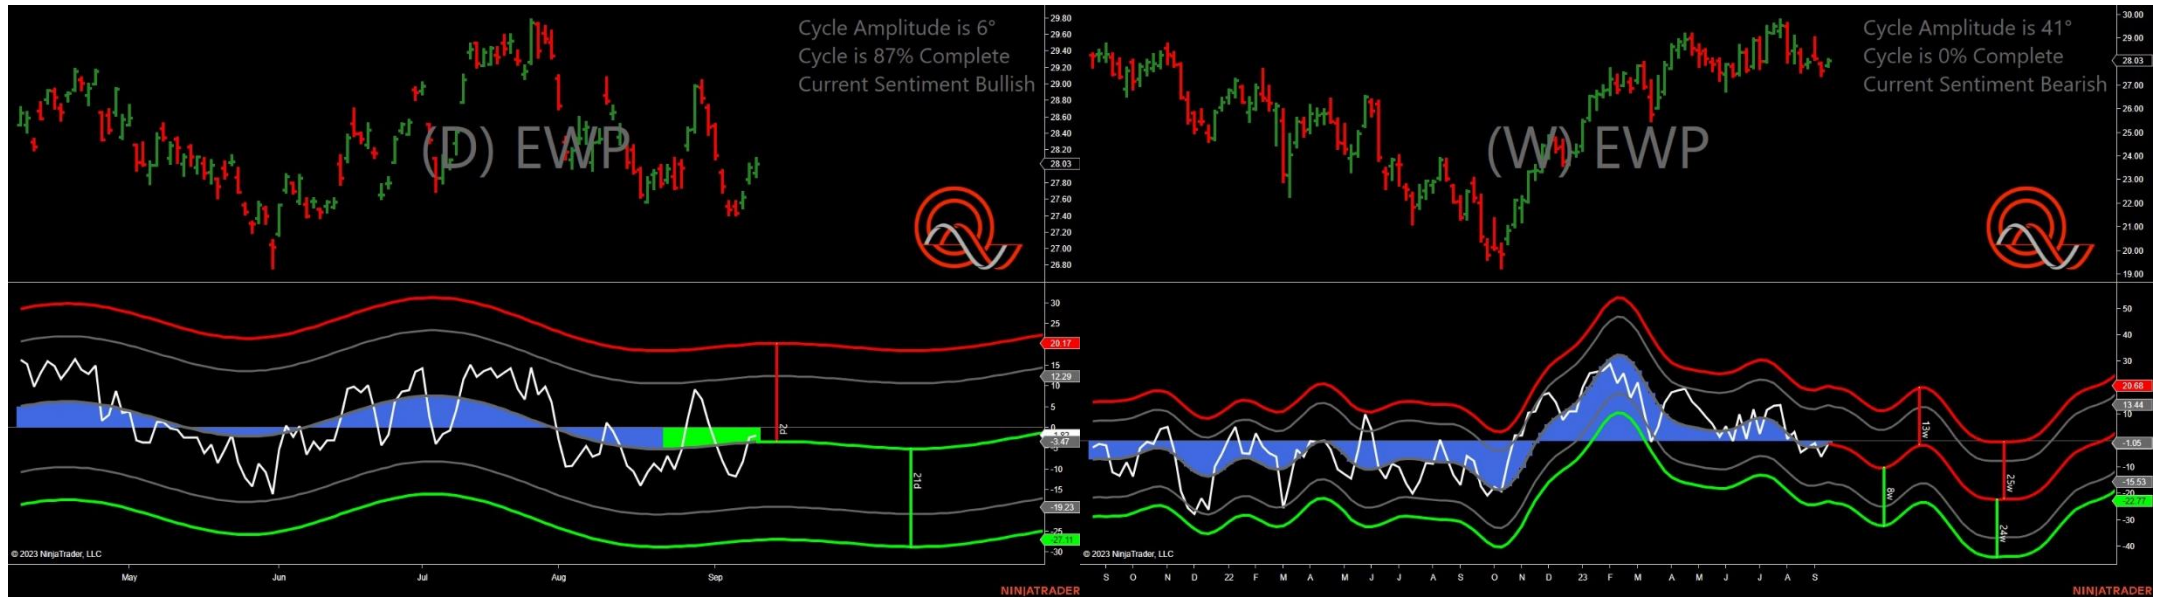 Cycle Amplitude is 6°
Cycle is 87% Complete
Current Sentiment Bullish
(D) EWP
29.80
29.60
29.40
29.20
29.00
28.80
28.60
28.40
28.20
28.03
27.80
27.60
27.40
27.20
27.00
26.80
30
25
20.17
15
12.29
10
5
0
-3.47
-5
-10
-15
-19.23
-25
-27.11
-30
2d
21d
© 2023 NinjaTrader, LLC
May Jun Jul Aug Sep
NINJATRADER
Cycle Amplitude is 41°
Cycle is 0% Complete
Current Sentiment Bearish
(W) EWP
30.00
29.00
28.03
27.00
26.00
25.00
24.00
23.00
22.00
21.00
20.00
19.00
50
40
30
20.68
13.44
10
-1.05
-10
-15.53
-20
-22.77
-30
-40
13w
8w
25w
24w
© 2023 NinjaTrader, LLC
S O N D 22 F M A M J J A S O N D 23 F M A M J J A S
NINJATRADER